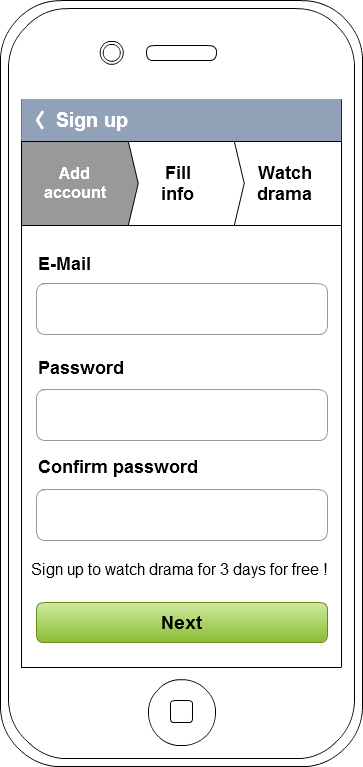 Sign up
Add
account
Fill
info
Watch
drama
E-Mail
Password
Confirm password
Sign up to watch drama for 3 days for free !
Next